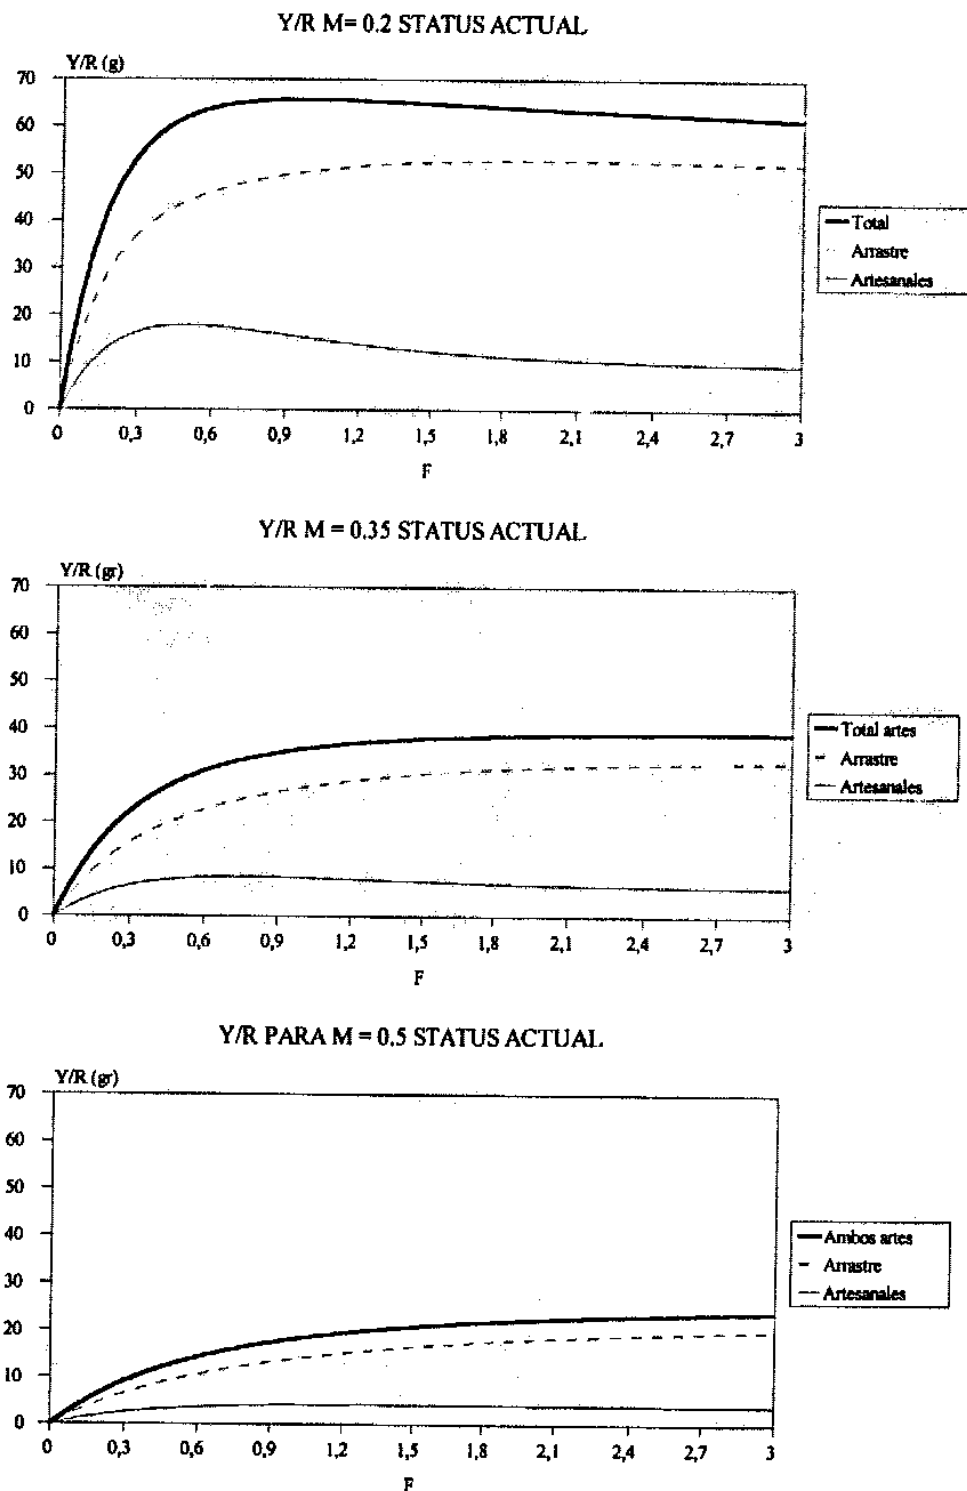 Y/R M= 0.2 STATUS ACTUAL
Y/R (g)
70
60
50
40
30
20
10
0
0 0,3 0,6 0,9 1,2 1,5 1,8 2,1 2,4 2,7 3
F
Total
Arrastre
Artesanales
Y/R M = 0.35 STATUS ACTUAL
Y/R (gr)
70
60
50
40
30
20
10
0
0 0,3 0,6 0,9 1,2 1,5 1,8 2,1 2,4 2,7 3
F
Total artes
Arrastre
Artesanales
Y/R PARA M = 0.5 STATUS ACTUAL
Y/R (gr)
70
60
50
40
30
20
10
0
0 0,3 0,6 0,9 1,2 1,5 1,8 2,1 2,4 2,7 3
F
Ambos artes
Arrastre
Artesanales